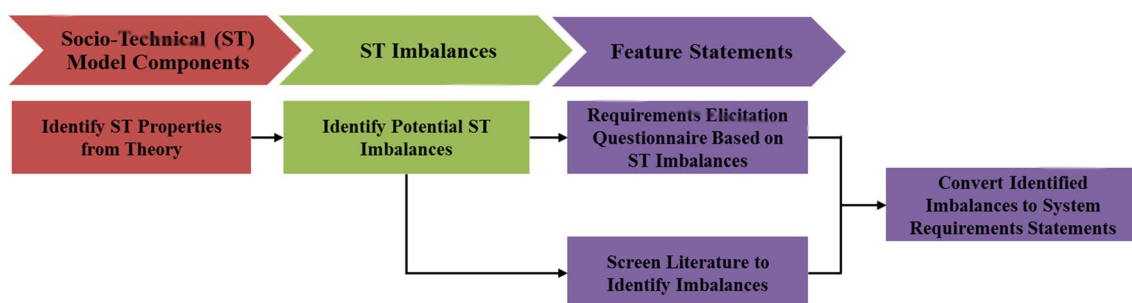 Socio-Technical (ST)
Model Components
ST Imbalances
Feature Statements
Identify ST Properties
from Theory
Identify Potential ST
Imbalances
Requirements Elicitation
Questionnaire Based on
ST Imbalances
Convert Identified
Imbalances to System
Requirements Statements
Screen Literature to
Identify Imbalances